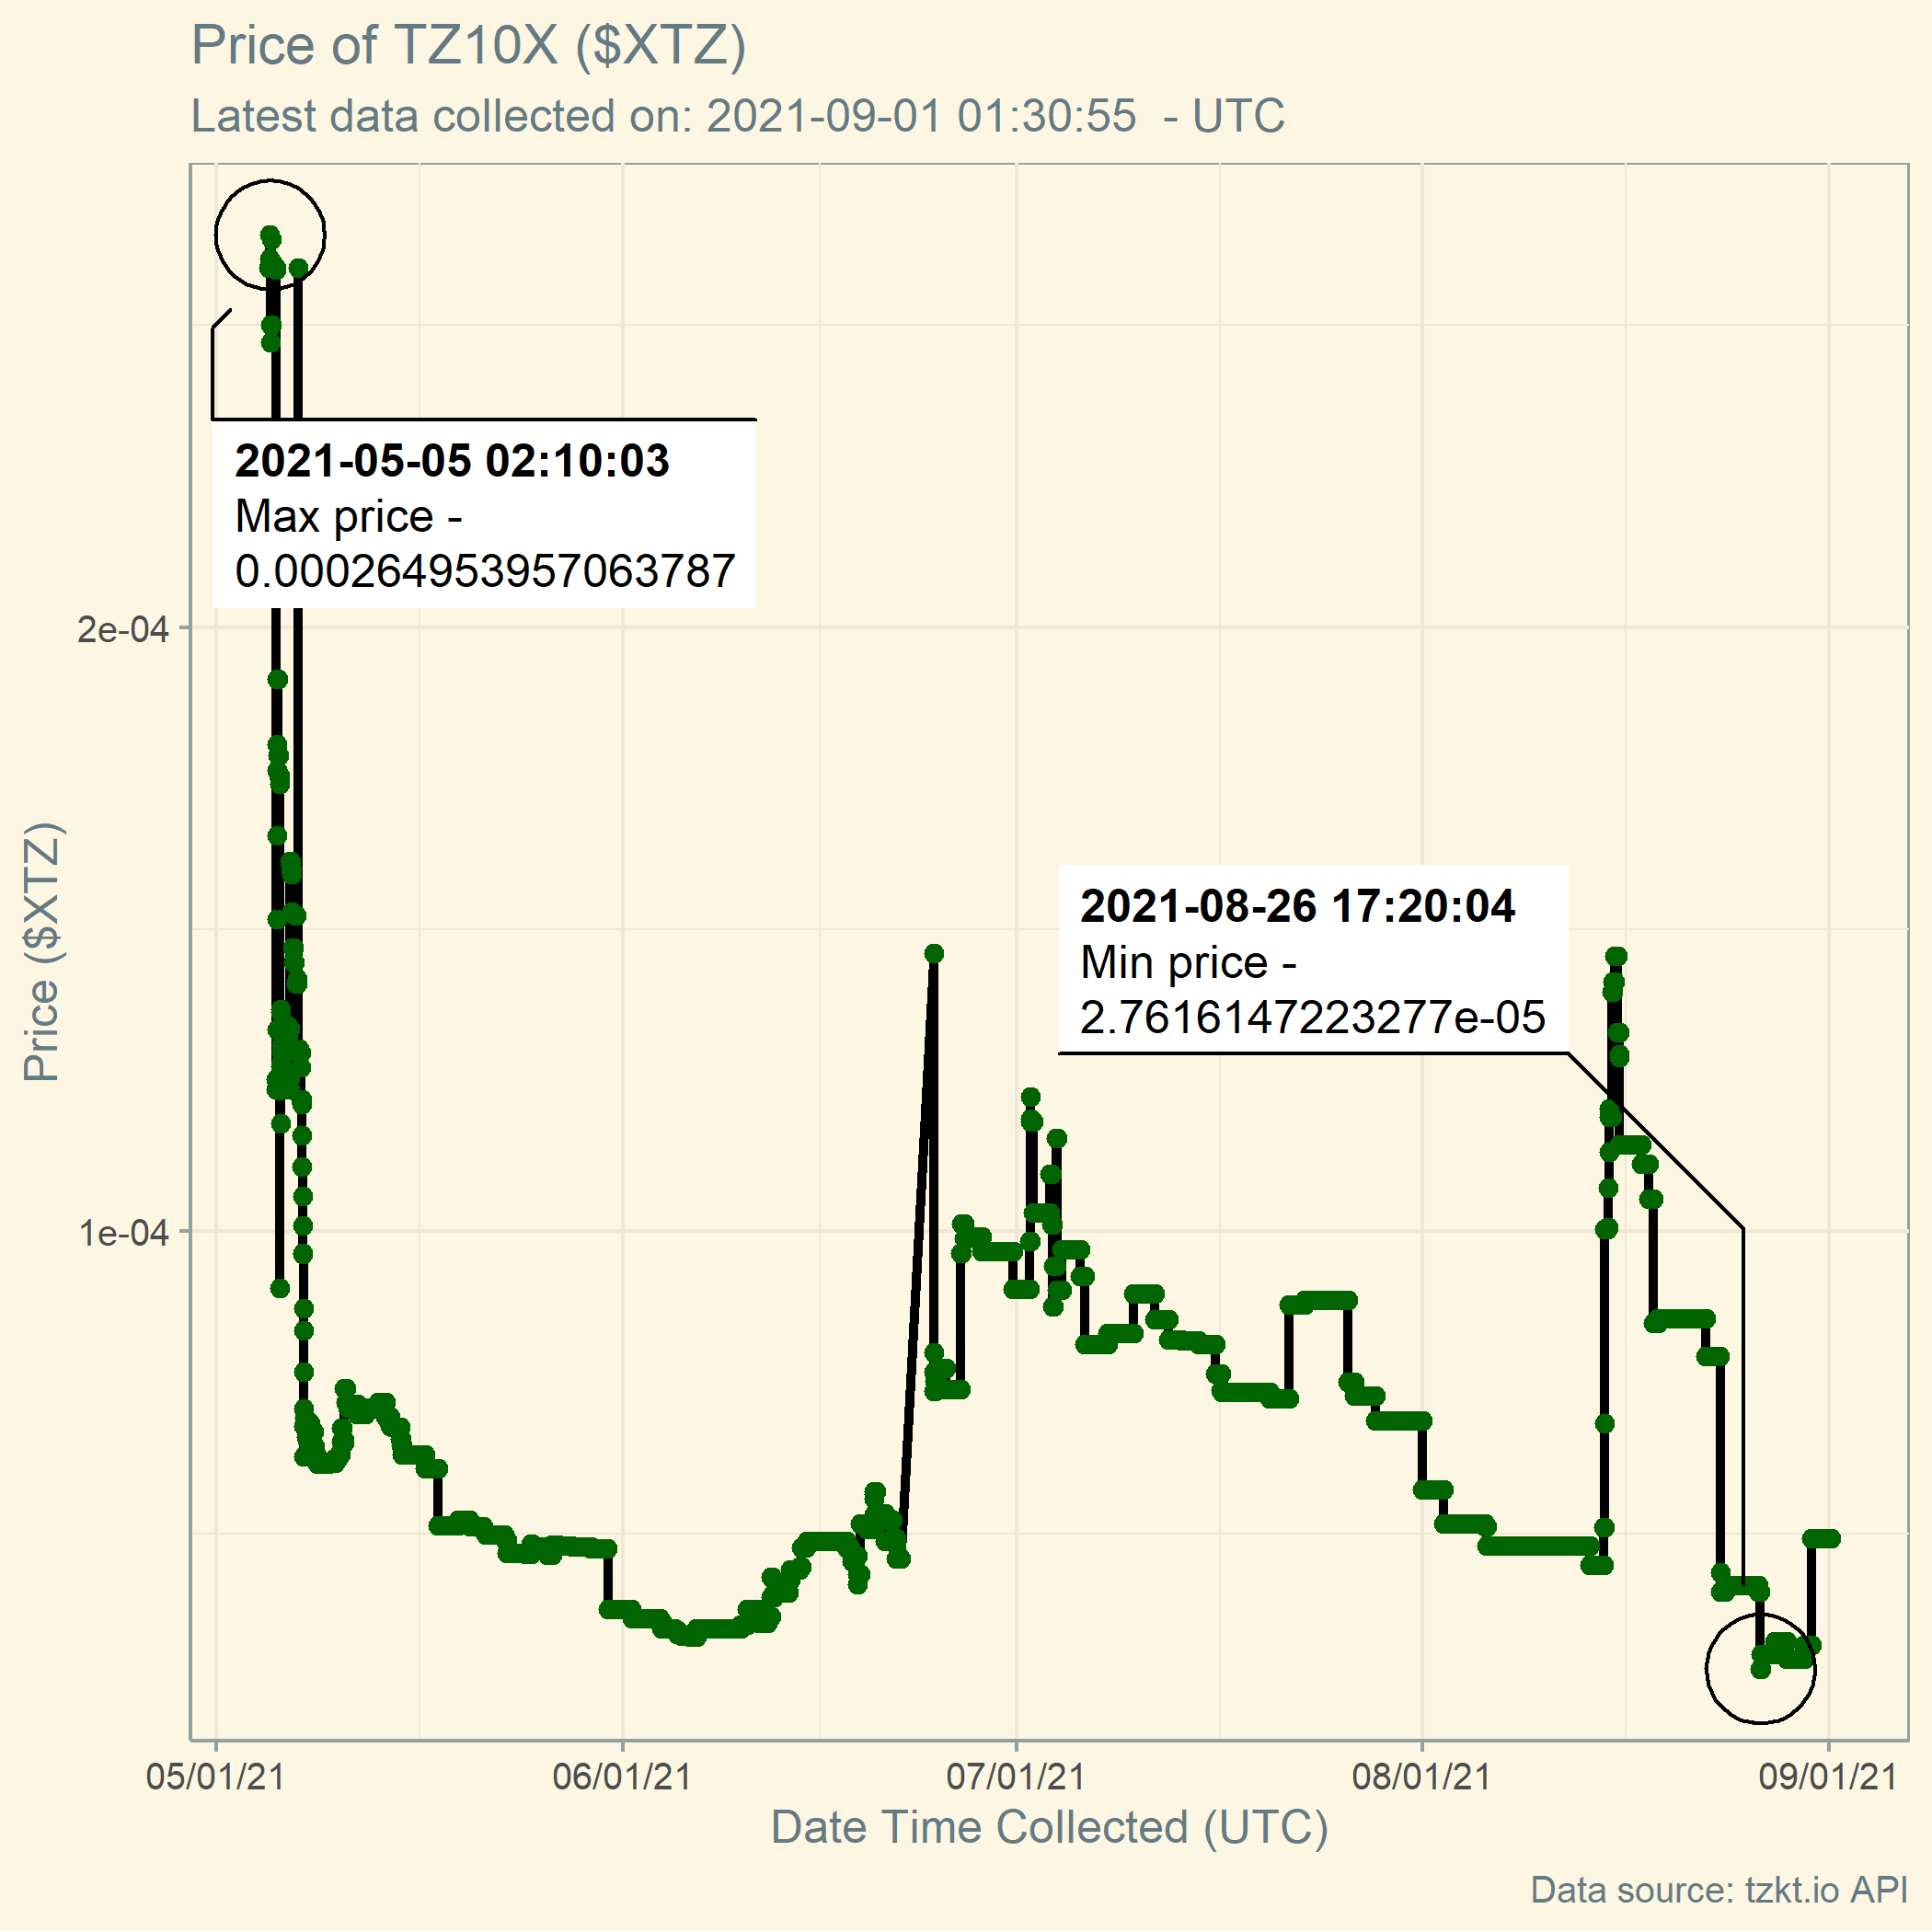 Price of TZ10X ($XTZ)
Latest data collected on: 2021-09-01 01:30:55  - UTC
2021-05-05 02:10:03
Max price -
0.000264953957063787
2e-04
2021-08-26 17:20:04
Min price -
2.7616147223277e-05
1e-04
Price ($XTZ)
05/01/21
06/01/21
07/01/21
08/01/21
09/01/21
Date Time Collected (UTC)
Data source: tzkt.io API